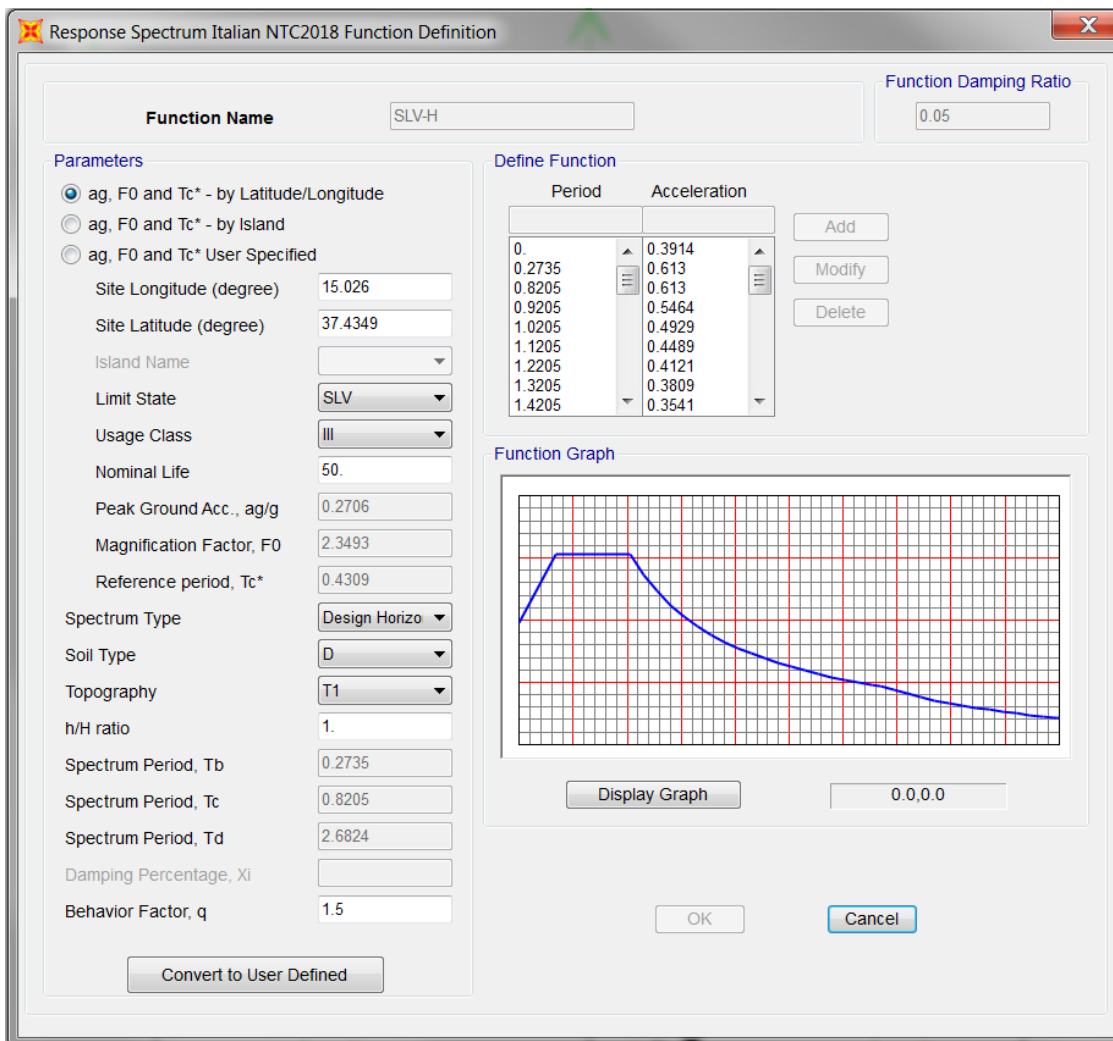 Response Spectrum Italian NTC2018 Function Definition
Function Name
SLV-H
Function Damping Ratio
0.05
Parameters
ag, F0 and Tc* - by Latitude/Longitude
ag, F0 and Tc* - by Island
ag, F0 and Tc* User Specified
Site Longitude (degree) 15.026
Site Latitude (degree) 37.4349
Island Name
Limit State SLV
Usage Class III
Nominal Life 50.
Peak Ground Acc., ag/g 0.2706
Magnification Factor, F0 2.3493
Reference period, Tc* 0.4309
Spectrum Type Design Horizo
Soil Type D
Topography T1
h/H ratio 1.
Spectrum Period, Tb 0.2735
Spectrum Period, Tc 0.8205
Spectrum Period, Td 2.6824
Damping Percentage, Xi
Behavior Factor, q 1.5
Convert to User Defined
Define Function
Period Acceleration
0. 0.3914
0.2735 0.613
0.8205 0.613
0.9205 0.5464
1.0205 0.4929
1.1205 0.4489
1.2205 0.4121
1.3205 0.3809
1.4205 0.3541
Add
Modify
Delete
Function Graph
Display Graph
0.0,0.0
OK
Cancel